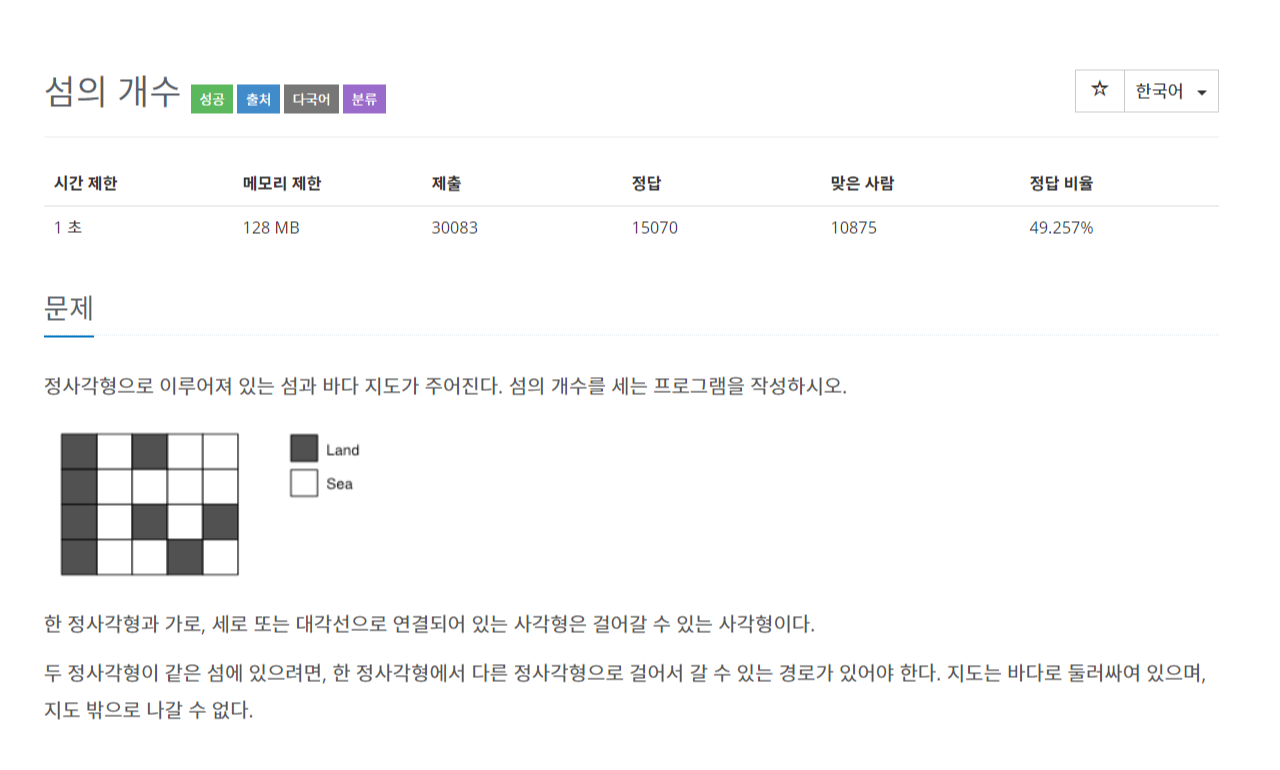 섬의 개수 성공 출처 다국어 분류 ☆ 한국어
시간 제한 메모리 제한 제출 정답 맞은 사람 정답 비율
1 초 128 MB 30083 15070 10875 49.257%
문제
정사각형으로 이루어져 있는 섬과 바다 지도가 주어진다. 섬의 개수를 세는 프로그램을 작성하시오.
Land
Sea
한 정사각형과 가로, 세로 또는 대각선으로 연결되어 있는 사각형은 걸어갈 수 있는 사각형이다.
두 정사각형이 같은 섬에 있으려면, 한 정사각형에서 다른 정사각형으로 걸어서 갈 수 있는 경로가 있어야 한다. 지도는 바다로 둘러싸여 있으며,
지도 밖으로 나갈 수 없다.